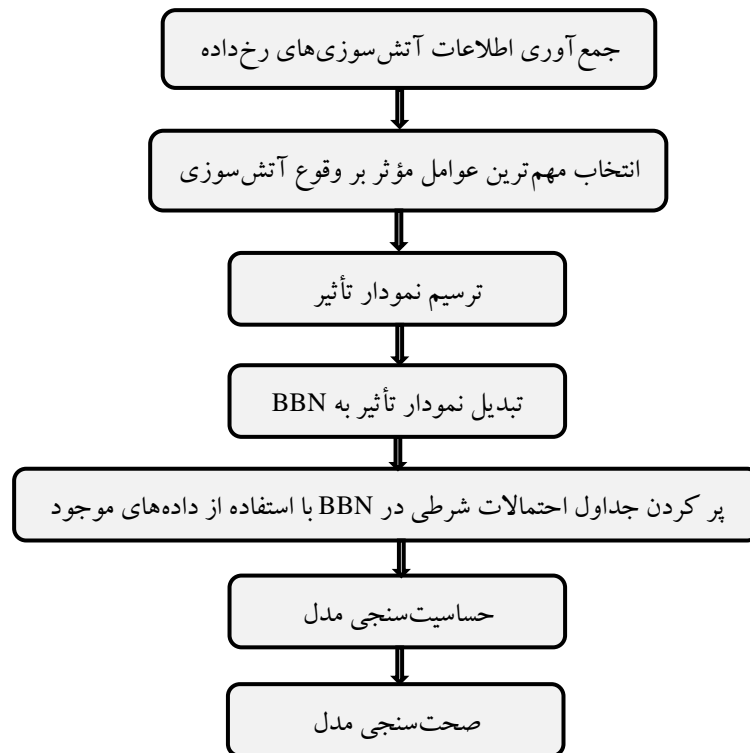 جمع‌آوری اطلاعات آتش‌سوزی‌های رخ‌داده
انتخاب مهم‌ترین عوامل مؤثر بر وقوع آتش‌سوزی
ترسیم نمودار تأثیر
تبدیل نمودار تأثیر به BBN
پر کردن جداول احتمالات شرطی در BBN با استفاده از داده‌های موجود
حساسیت‌سنجی مدل
صحت‌سنجی مدل